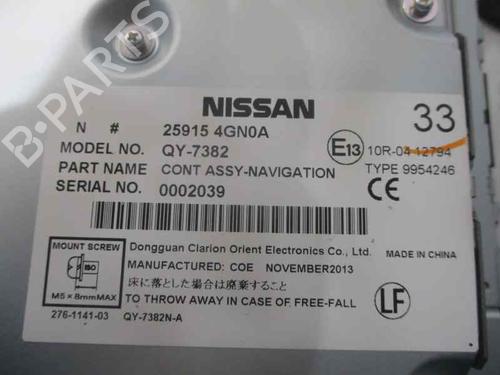 B-PARTS
NISSAN
33
N # 25915 4GN0A
MODEL NO. QY-7382
E13 10R-04 12794
PART NAME CONT ASSY-NAVIGATION
TYPE 9954246
SERIAL NO. 0002039
CE
MOUNT SCREW
ISO
M5×8mmMAX
Dongguan Clarion Orient Electronics Co., Ltd.
MADE IN CHINA
MANUFACTURED: COE NOVEMBER2013
床に落とした場合は廃棄すること
TO THROW AWAY IN CASE OF FREE-FALL
LF
276-1141-03 QY-7382N-A